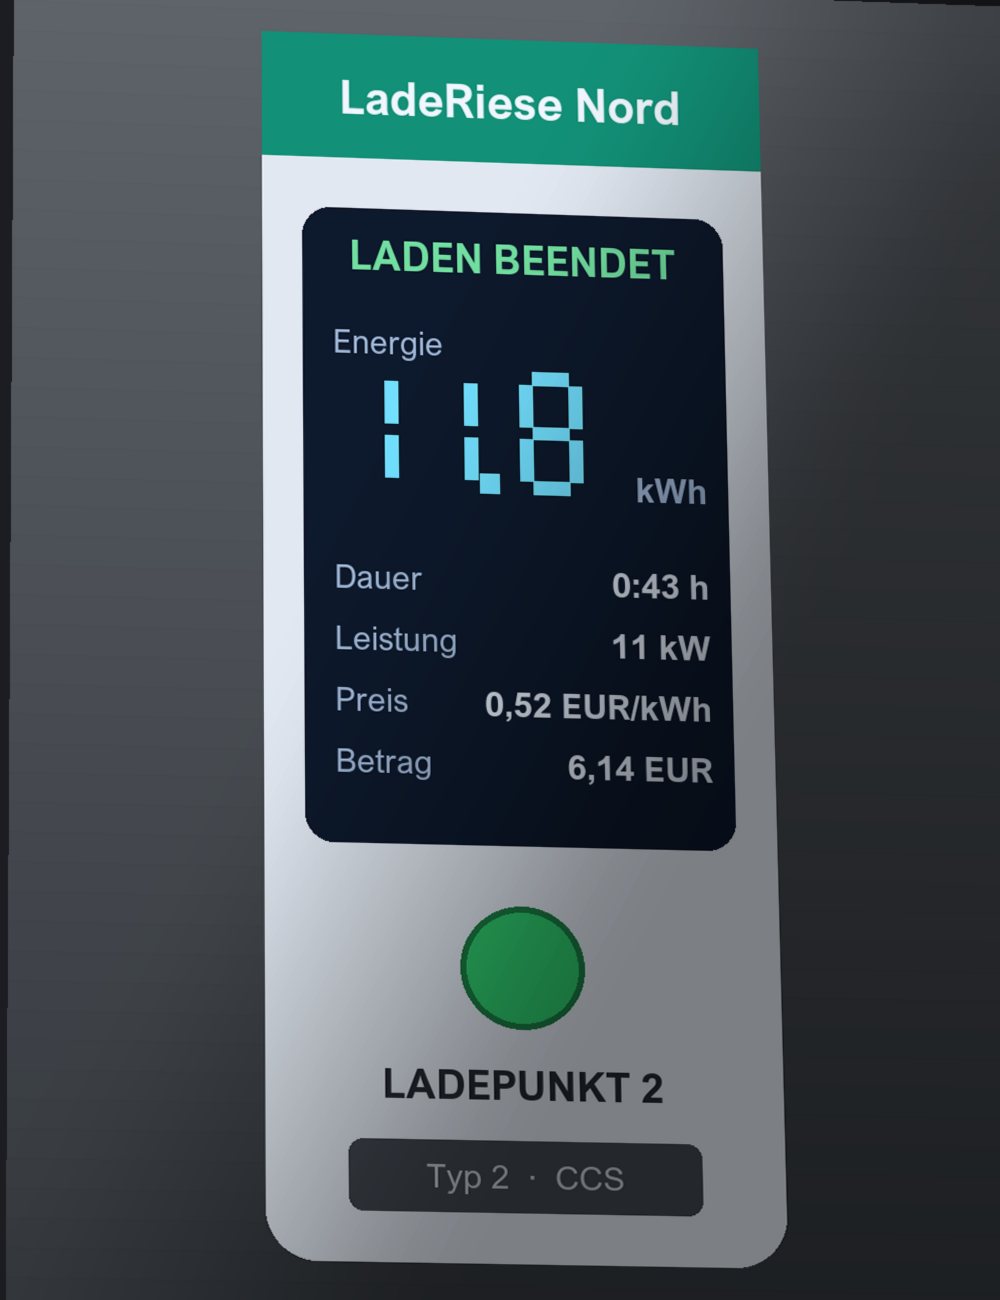 LadeRiese Nord
LADEN BEENDET
Energie
11.8 kWh
Dauer 0:43 h
Leistung 11 kW
Preis 0,52 EUR/kWh
Betrag 6,14 EUR
LADEPUNKT 2
Typ 2 · CCS